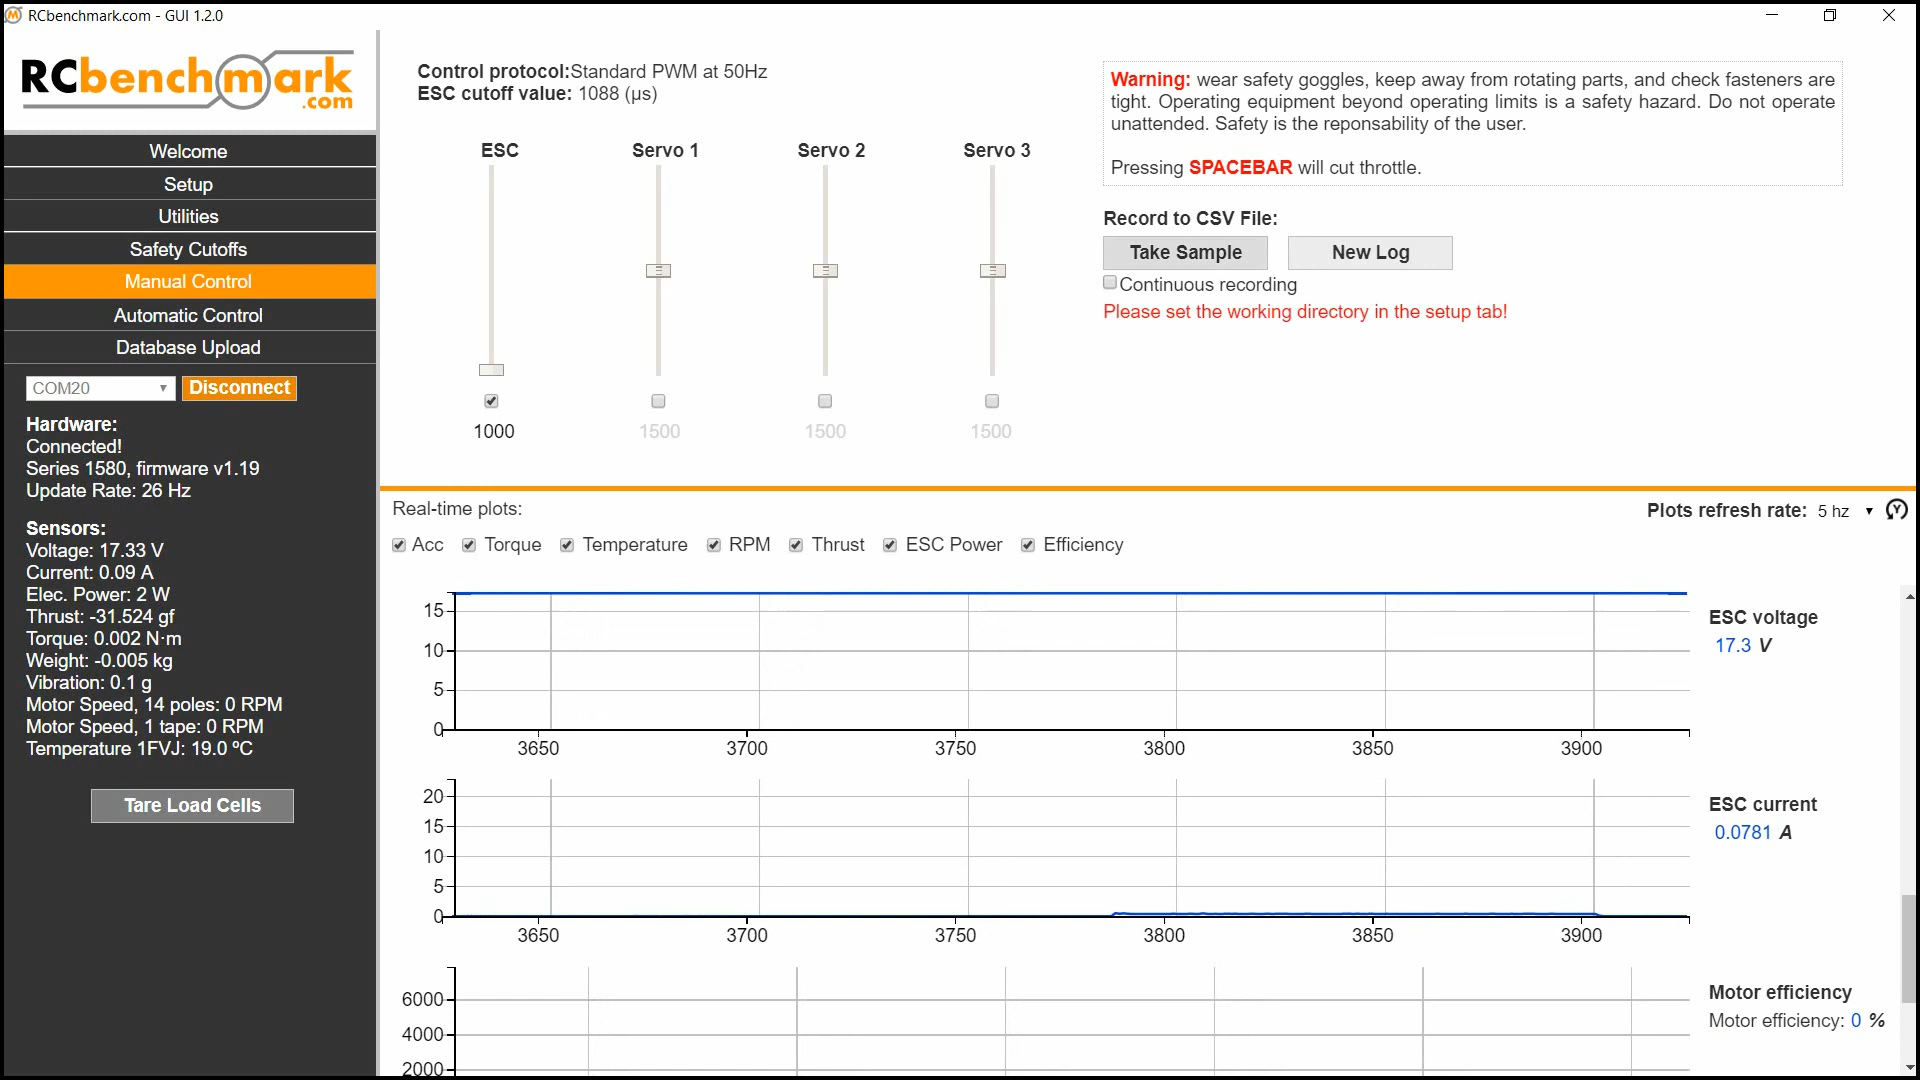 RCbenchmark.com - GUI 1.2.0
RCbenchmark
.com
Welcome
Setup
Utilities
Safety Cutoffs
Manual Control
Automatic Control
Database Upload
COM20
Disconnect
Hardware:
Connected!
Series 1580, firmware v1.19
Update Rate: 26 Hz
Sensors:
Voltage: 17.33 V
Current: 0.09 A
Elec. Power: 2 W
Thrust: -31.524 gf
Torque: 0.002 N·m
Weight: -0.005 kg
Vibration: 0.1 g
Motor Speed, 14 poles: 0 RPM
Motor Speed, 1 tape: 0 RPM
Temperature 1FVJ: 19.0 ºC
Tare Load Cells
Control protocol:Standard PWM at 50Hz
ESC cutoff value: 1088 (µs)
ESC Servo 1 Servo 2 Servo 3
1000 1500 1500 1500
Warning: wear safety goggles, keep away from rotating parts, and check fasteners are
tight. Operating equipment beyond operating limits is a safety hazard. Do not operate
unattended. Safety is the reponsability of the user.
Pressing SPACEBAR will cut throttle.
Record to CSV File:
Take Sample New Log
Continuous recording
Please set the working directory in the setup tab!
Real-time plots:
Plots refresh rate: 5 hz
Acc Torque Temperature RPM Thrust ESC Power Efficiency
15
10
5
0
3650 3700 3750 3800 3850 3900
ESC voltage
17.3 V
20
15
10
5
0
3650 3700 3750 3800 3850 3900
ESC current
0.0781 A
6000
4000
2000
Motor efficiency
Motor efficiency: 0 %